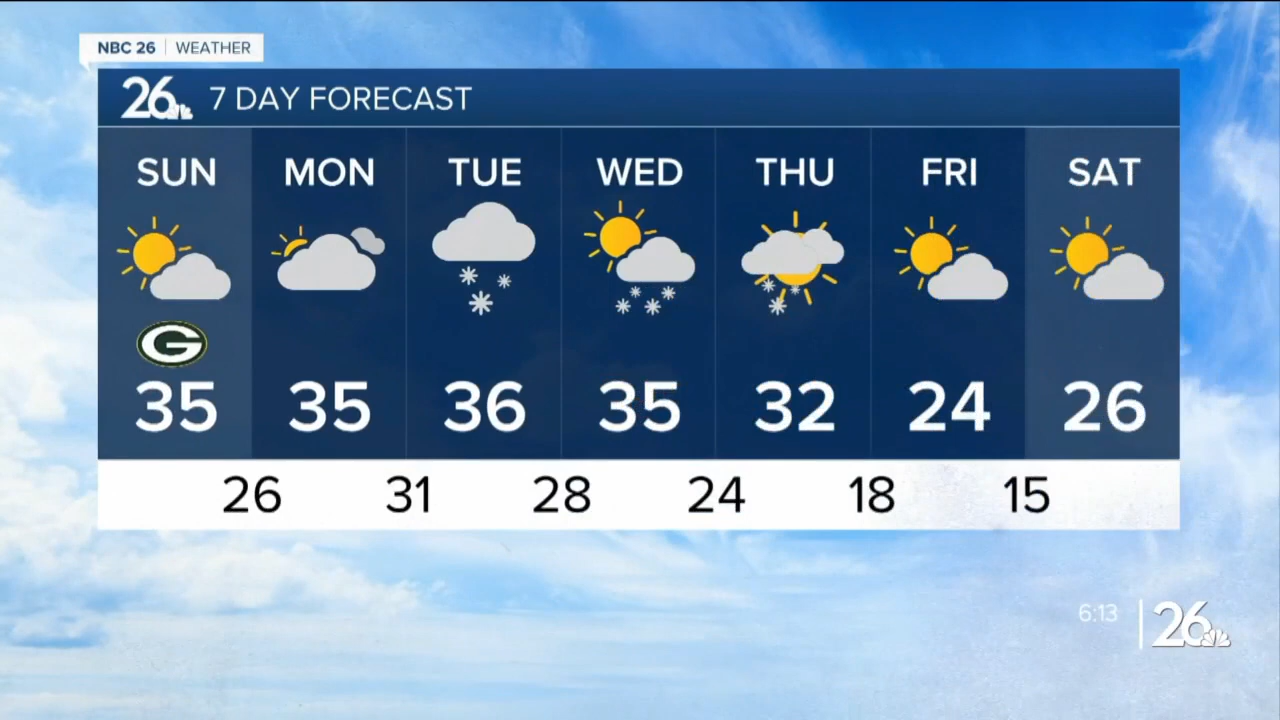 NBC 26 | WEATHER
26 7 DAY FORECAST
SUN MON TUE WED THU FRI SAT
G
35 35 36 35 32 24 26
26 31 28 24 18 15
6:13 26